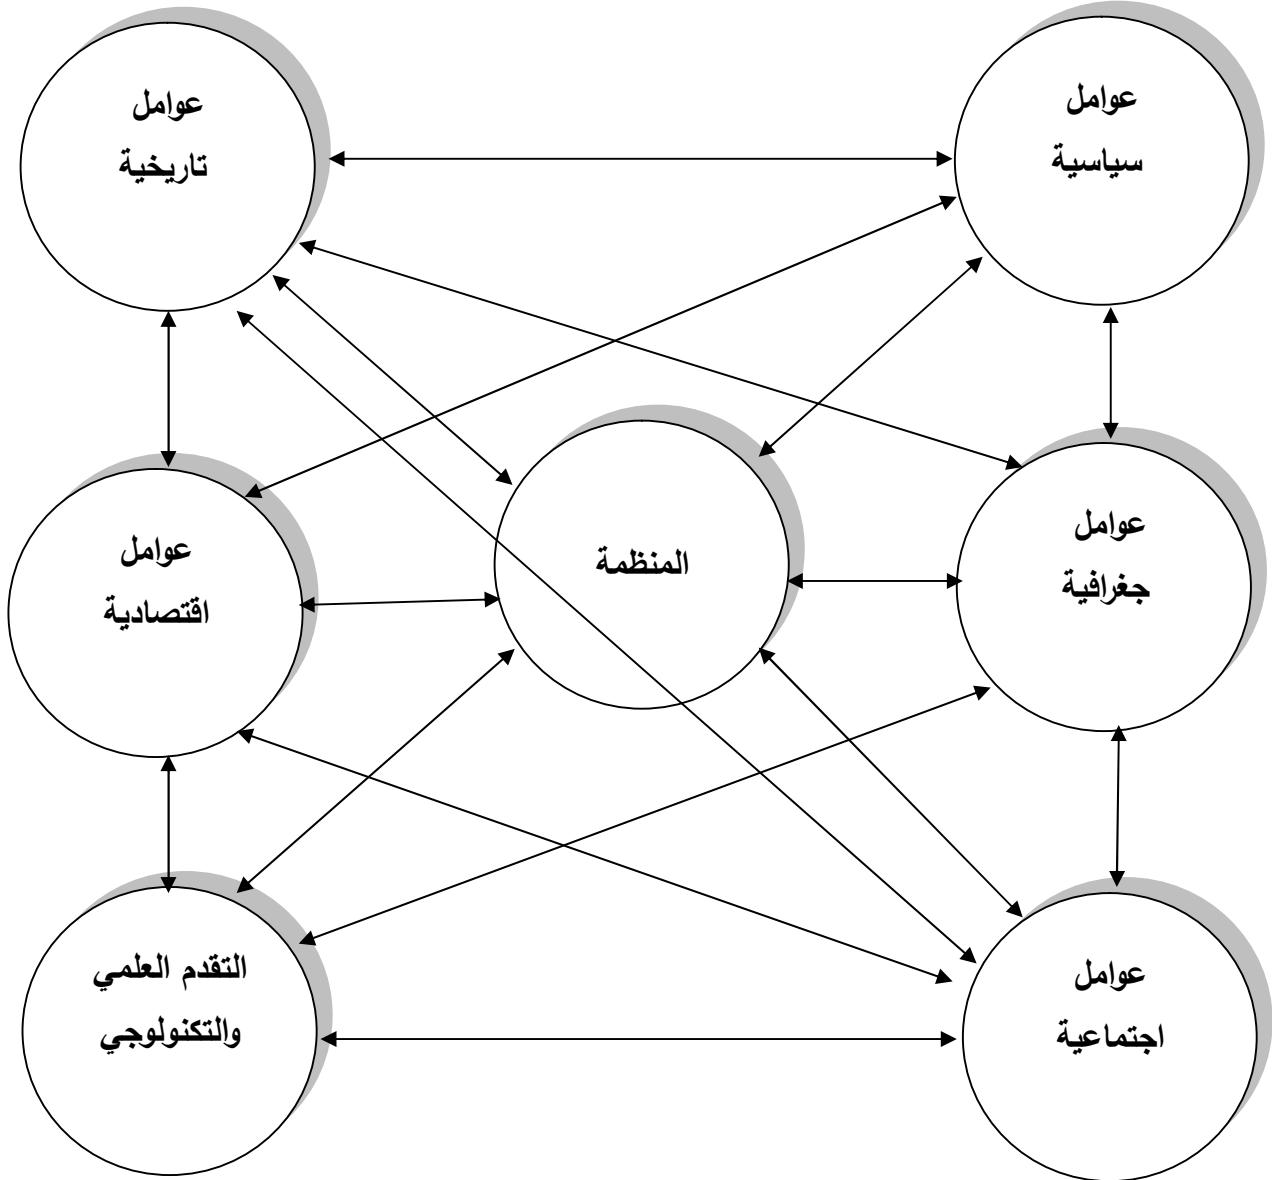 عوامل
سياسية
عوامل
تاريخية
عوامل
جغرافية
المنظمة
عوامل
اقتصادية
عوامل
اجتماعية
التقدم العلمي
والتكنولوجي